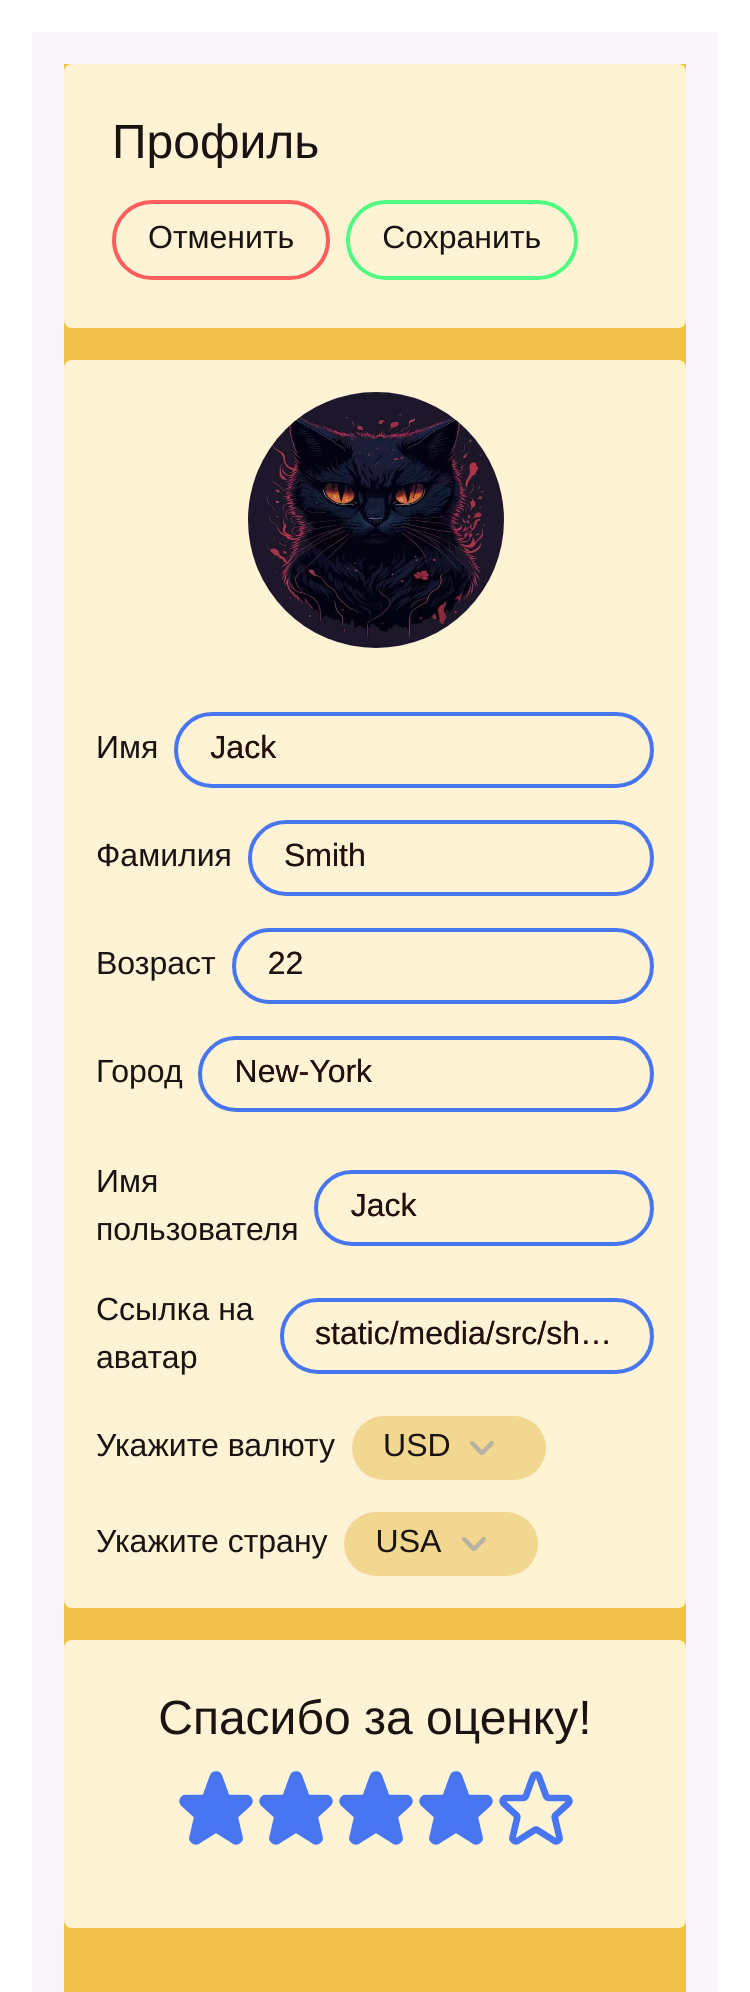 Профиль
Отменить Сохранить
Имя Jack
Фамилия Smith
Возраст 22
Город New-York
Имя
пользователя
Jack
Ссылка на
аватар
static/media/src/sh…
Укажите валюту USD
Укажите страну USA
Спасибо за оценку!